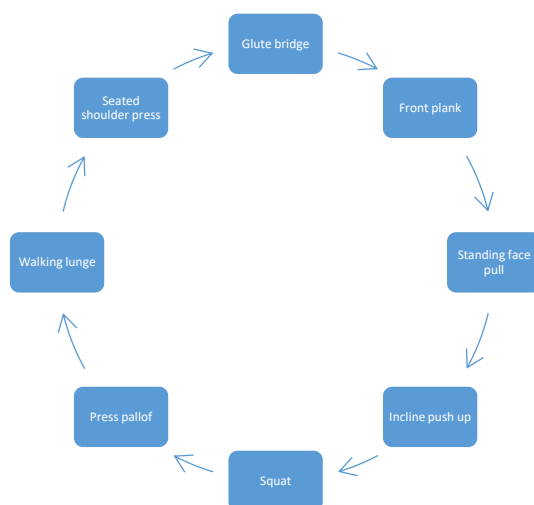 Glute bridge
Front plank
Standing face
pull
Incline push up
Squat
Press pallof
Walking lunge
Seated
shoulder press